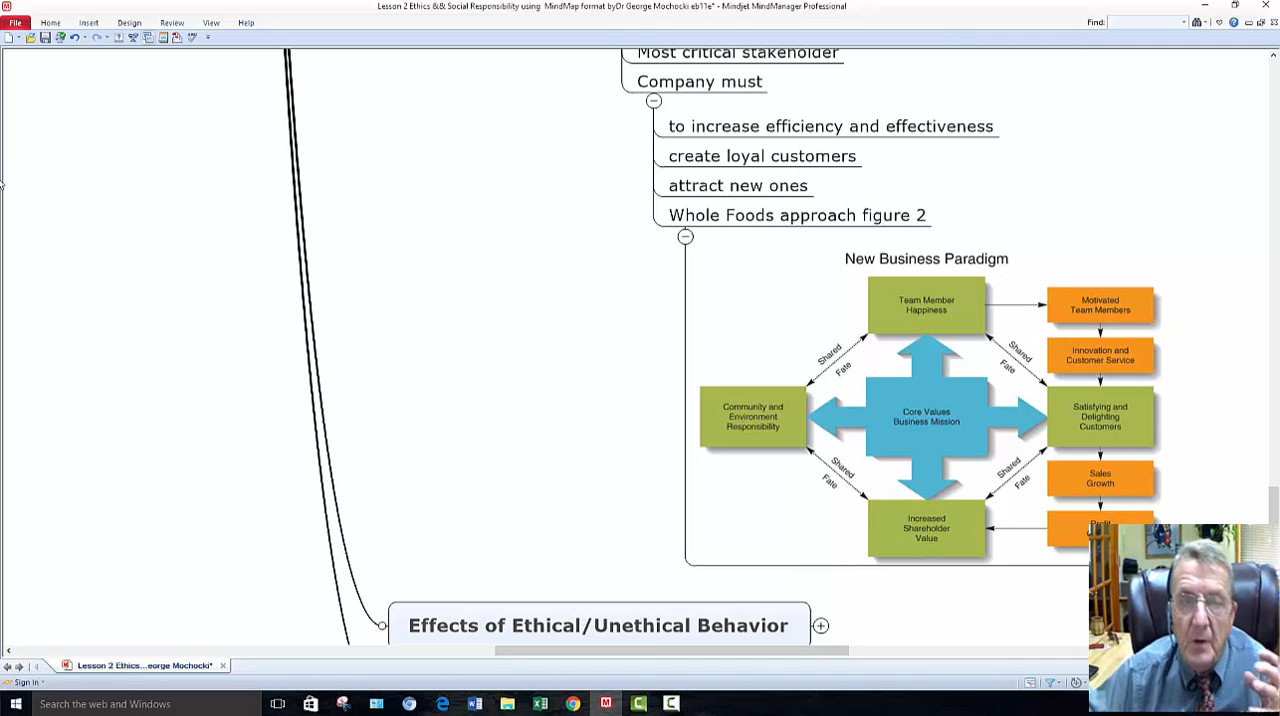 Lesson 2 Ethics && Social Responsibility using MindMap format byDr George Mochocki eb11e* - Mindjet MindManager Professional
File Home Insert Design Review View Help Find:
Most critical stakeholder
Company must
to increase efficiency and effectiveness
create loyal customers
attract new ones
Whole Foods approach figure 2
New Business Paradigm
Team Member
Happiness
Motivated
Team Members
Shared
Fate
Shared
Fate
Innovation and
Customer Service
Community and
Environment
Responsibility
Core Values
Business Mission
Satisfying and
Delighting
Customers
Shared
Fate
Shared
Fate
Sales
Growth
Increased
Shareholder
Value
Profit
Effects of Ethical/Unethical Behavior
Lesson 2 Ethics...eorge Mochocki*
Sign In
Search the web and Windows